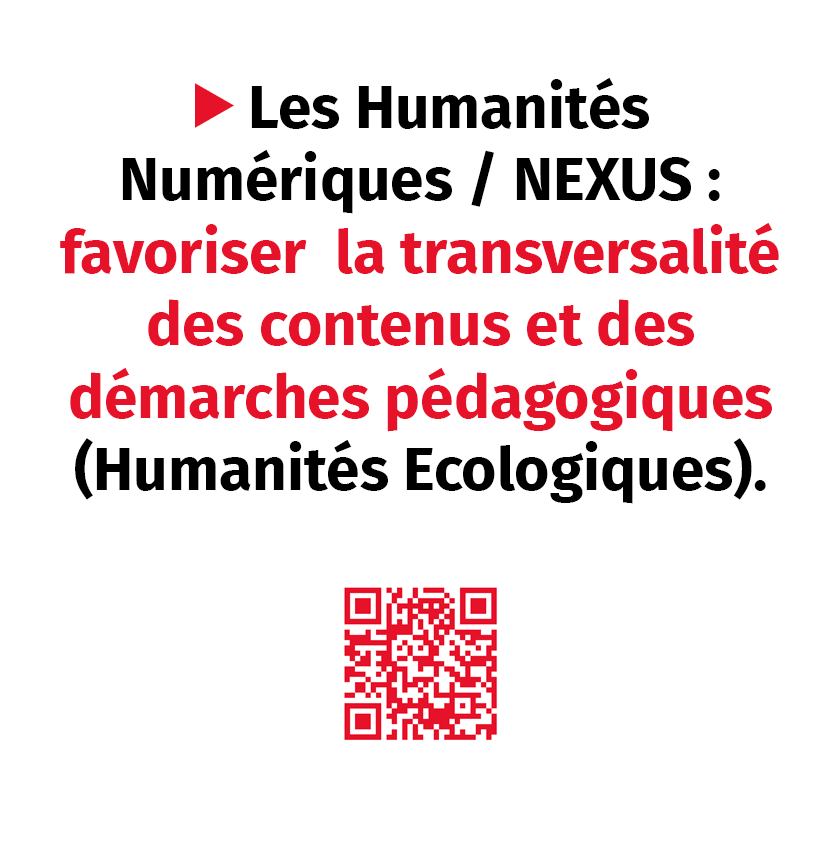 Les Humanités
Numériques / NEXUS :
favoriser  la transversalité
des contenus et des
démarches pédagogiques
(Humanités Ecologiques).